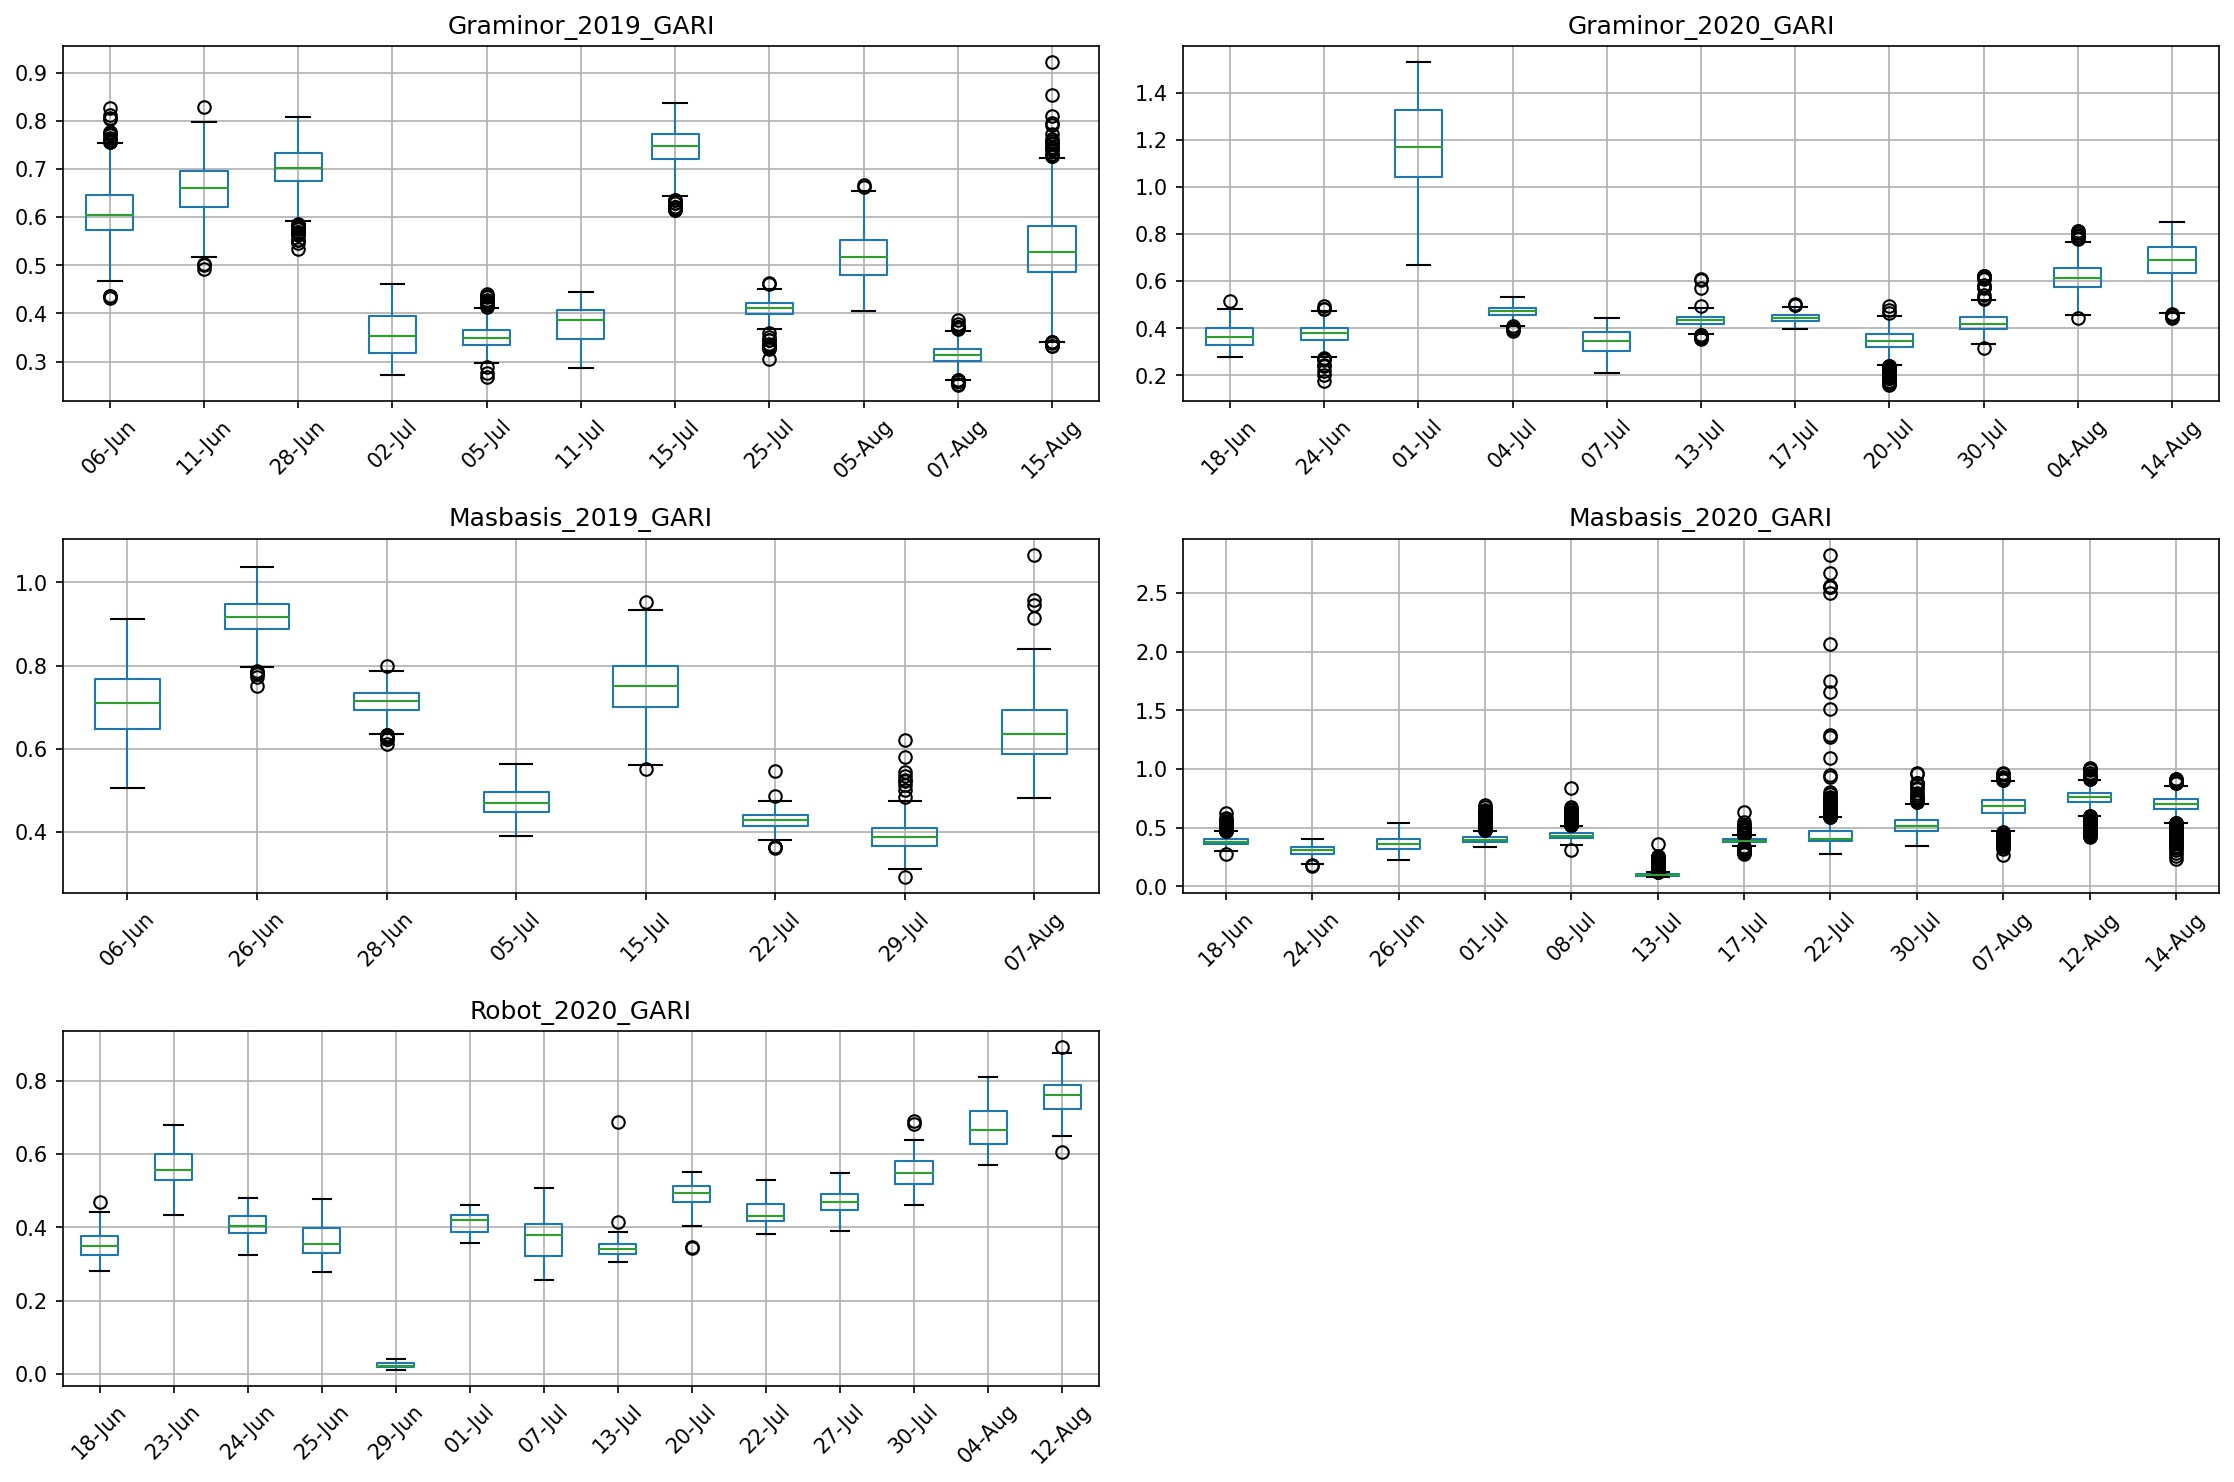 Graminor_2019_GARI
0.9
0.8
0.7
0.6
0.5
0.4
0.3
06-Jun 11-Jun 28-Jun 02-Jul 05-Jul 11-Jul 15-Jul 25-Jul 05-Aug 07-Aug 15-Aug
Graminor_2020_GARI
1.4
1.2
1.0
0.8
0.6
0.4
0.2
18-Jun 24-Jun 01-Jul 04-Jul 07-Jul 13-Jul 17-Jul 20-Jul 30-Jul 04-Aug 14-Aug
Masbasis_2019_GARI
1.0
0.8
0.6
0.4
06-Jun 26-Jun 28-Jun 05-Jul 15-Jul 22-Jul 29-Jul 07-Aug
Masbasis_2020_GARI
2.5
2.0
1.5
1.0
0.5
0.0
18-Jun 24-Jun 26-Jun 01-Jul 08-Jul 13-Jul 17-Jul 22-Jul 30-Jul 07-Aug 12-Aug 14-Aug
Robot_2020_GARI
0.8
0.6
0.4
0.2
0.0
18-Jun 23-Jun 24-Jun 25-Jun 29-Jun 01-Jul 07-Jul 13-Jul 20-Jul 22-Jul 27-Jul 30-Jul 04-Aug 12-Aug